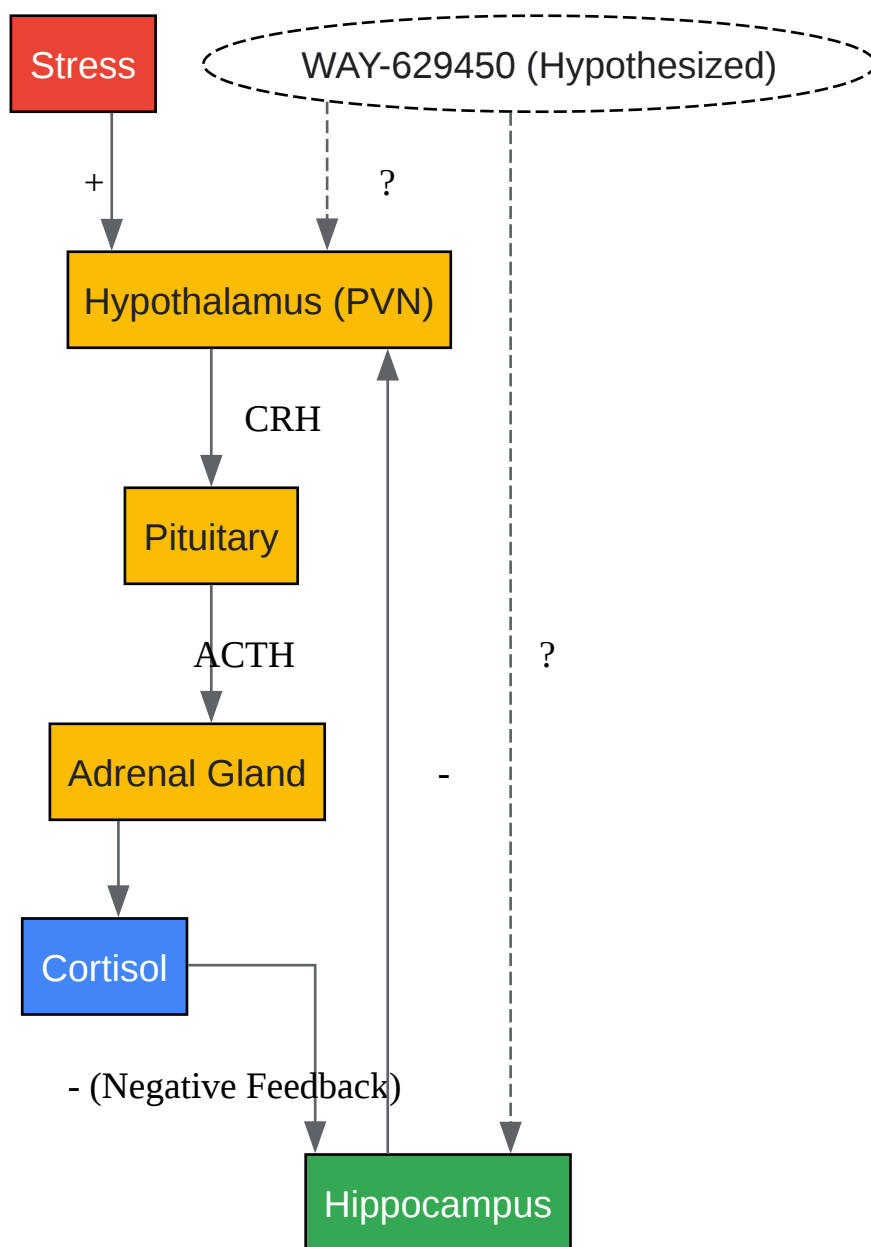 Stress
WAY-629450 (Hypothesized)
+
?
Hypothalamus (PVN)
CRH
Pituitary
ACTH
?
Adrenal Gland
-
Cortisol
- (Negative Feedback)
Hippocampus